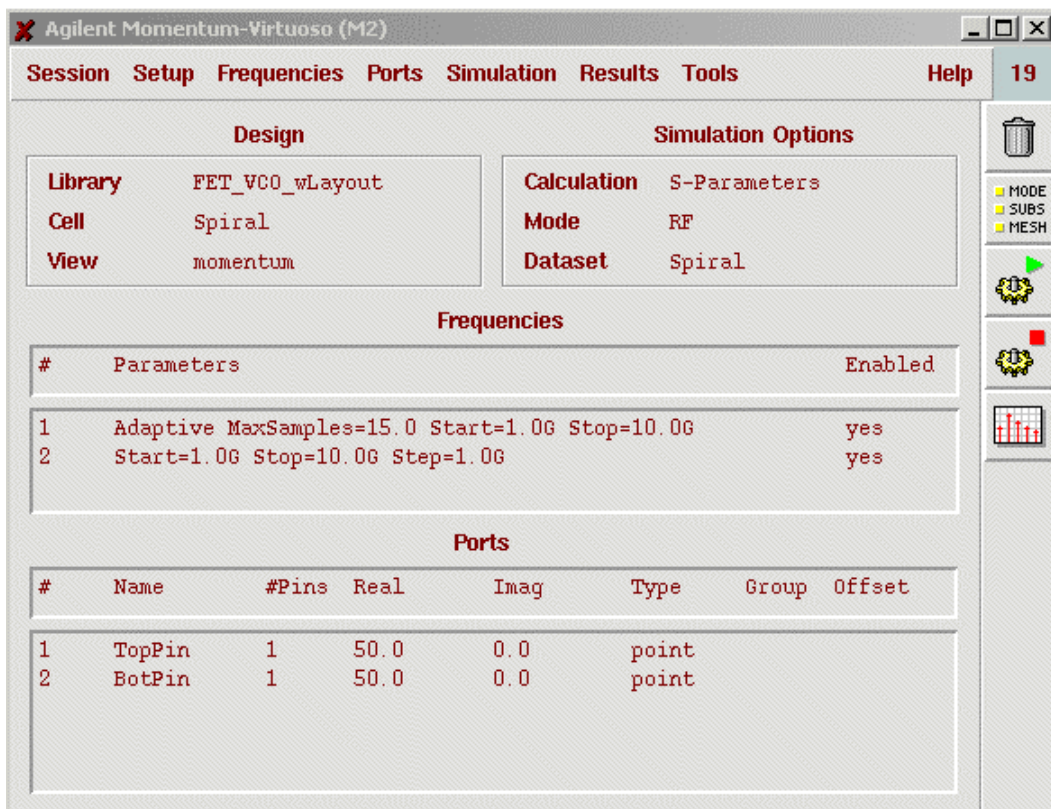 Agilent Momentum-Virtuoso (M2)
Session Setup Frequencies Ports Simulation Results Tools Help 19
Design Simulation Options
Library FET_VCO_wLayout Calculation S-Parameters
Cell Spiral Mode RF
View momentum Dataset Spiral
MODE
SUBS
MESH
Frequencies
# Parameters Enabled
1 Adaptive MaxSamples=15.0 Start=1.0G Stop=10.0G yes
2 Start=1.0G Stop=10.0G Step=1.0G yes
Ports
# Name #Pins Real Imag Type Group Offset
1 TopPin 1 50.0 0.0 point
2 BotPin 1 50.0 0.0 point